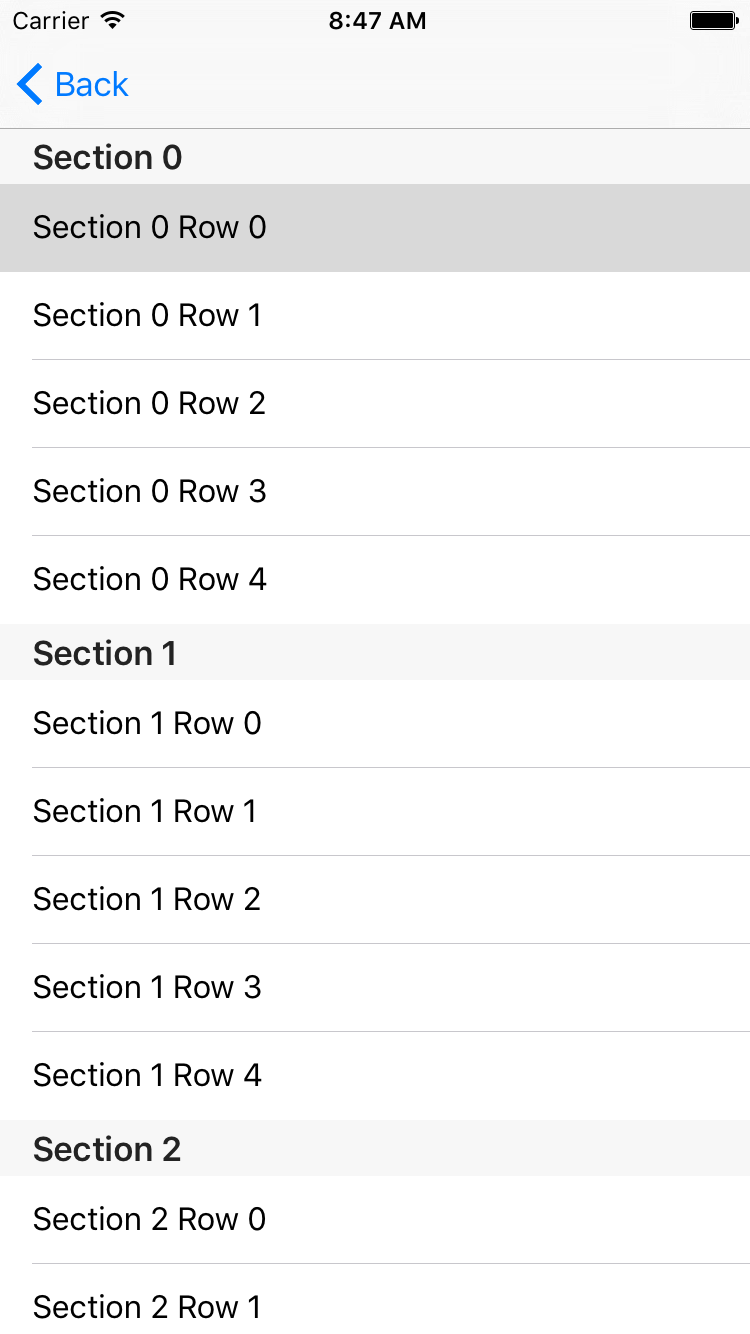 Carrier 8:47 AM
Back
Section 0
Section 0 Row 0
Section 0 Row 1
Section 0 Row 2
Section 0 Row 3
Section 0 Row 4
Section 1
Section 1 Row 0
Section 1 Row 1
Section 1 Row 2
Section 1 Row 3
Section 1 Row 4
Section 2
Section 2 Row 0
Section 2 Row 1